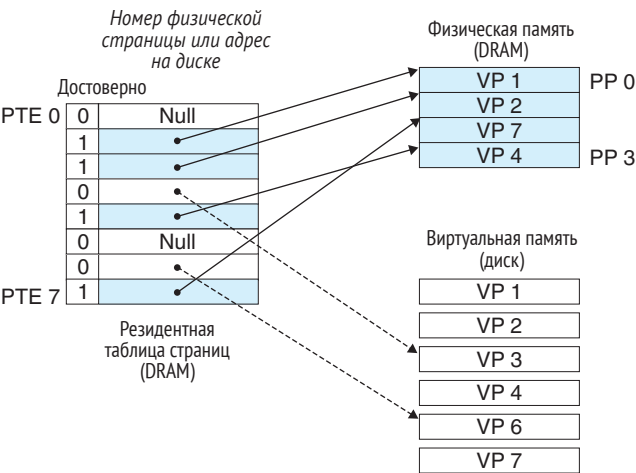 Номер физической
страницы или адрес
на диске
Достоверно
PTE 0 0 Null
1
1
0
1
0 Null
0
PTE 7 1
Резидентная
таблица страниц
(DRAM)
Физическая память
(DRAM)
VP 1 PP 0
VP 2
VP 7
VP 4 PP 3
Виртуальная память
(диск)
VP 1
VP 2
VP 3
VP 4
VP 6
VP 7